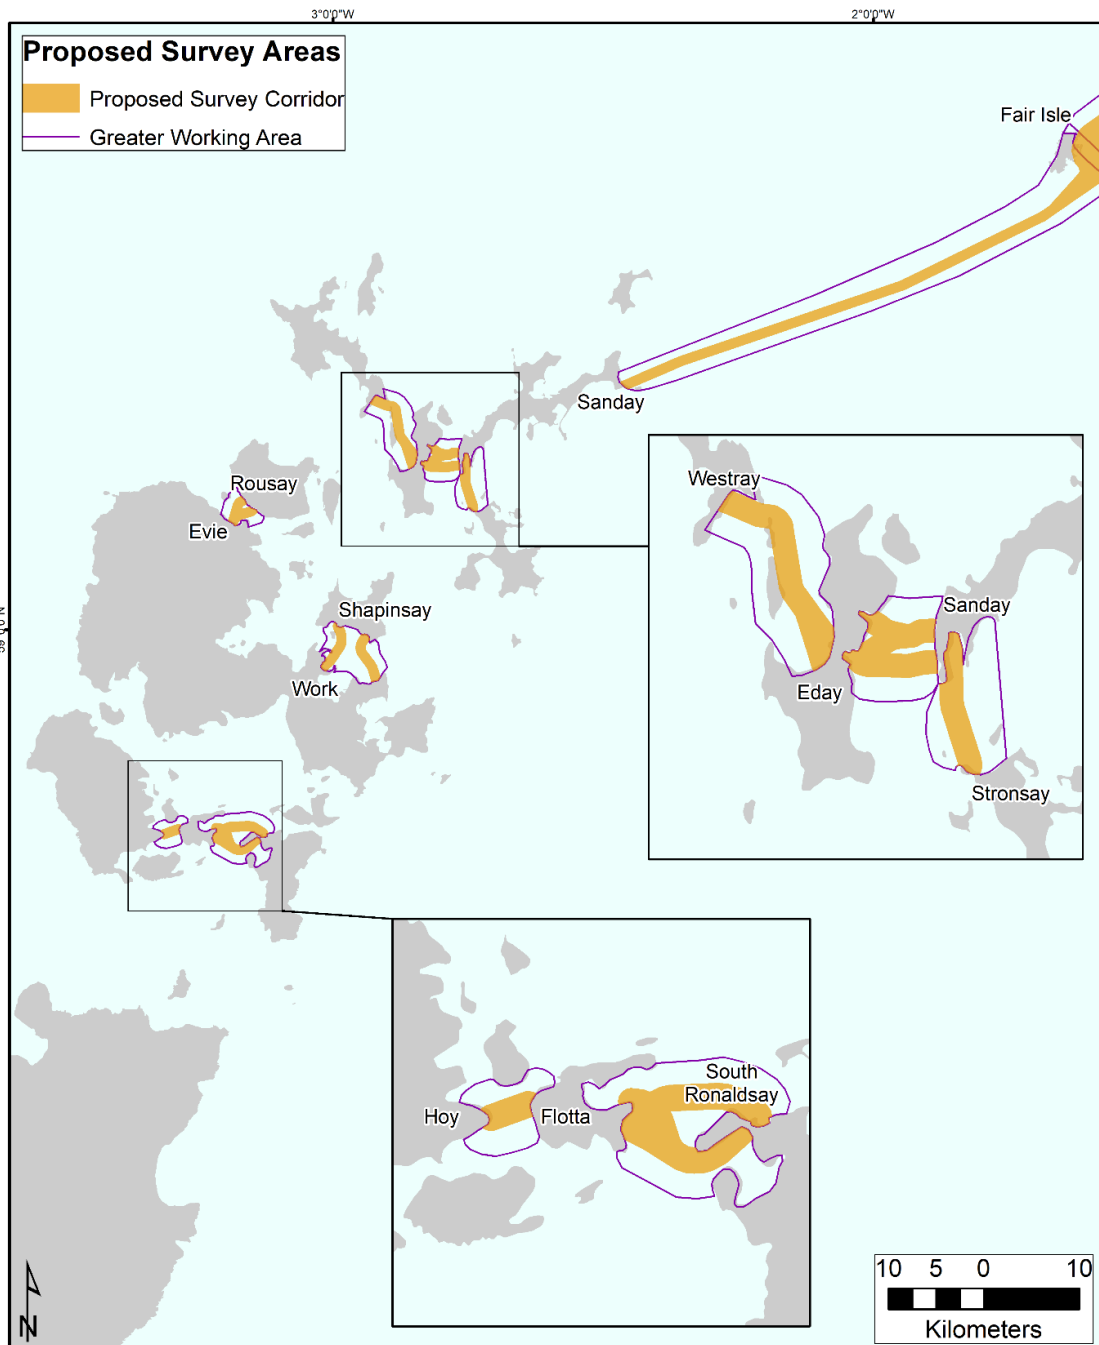 3°0'0"W
2°0'0"W
Proposed Survey Areas
Proposed Survey Corridor
Greater Working Area
Fair Isle
Sanday
Rousay
Evie
Westray
Shapinsay
Sanday
Work
Eday
Stronsay
South
Ronaldsay
Hoy
Flotta
10 5 0 10
Kilometers
N